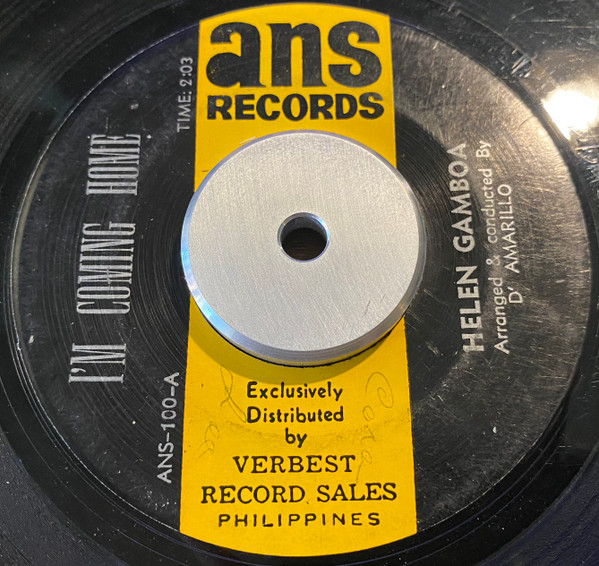 ans
RECORDS
I'M COMING HOME
TIME: 2:03
ANS-100-A
HELEN GAMBOA
Arranged & conducted By
D' AMARILLO
Exclusively
Distributed
by
VERBEST
RECORD SALES
PHILIPPINES